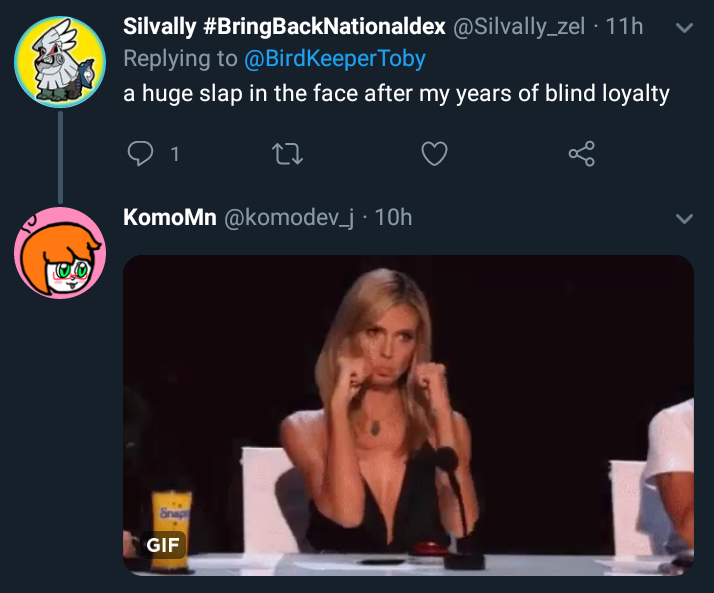 Silvally #BringBackNationaldex @Silvally_zel · 11h
Replying to @BirdKeeperToby
a huge slap in the face after my years of blind loyalty
1
KomoMn @komodev_j · 10h
Snapp
GIF